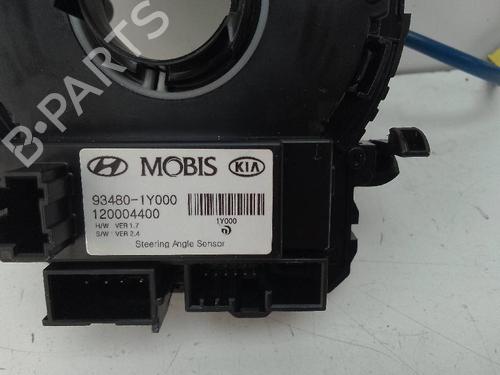 B-PARTS
MOBIS KIA
93480-1Y000
120004400
H/W : VER 1.7
S/W : VER 2.4
1Y000
Steering Angle Sensor